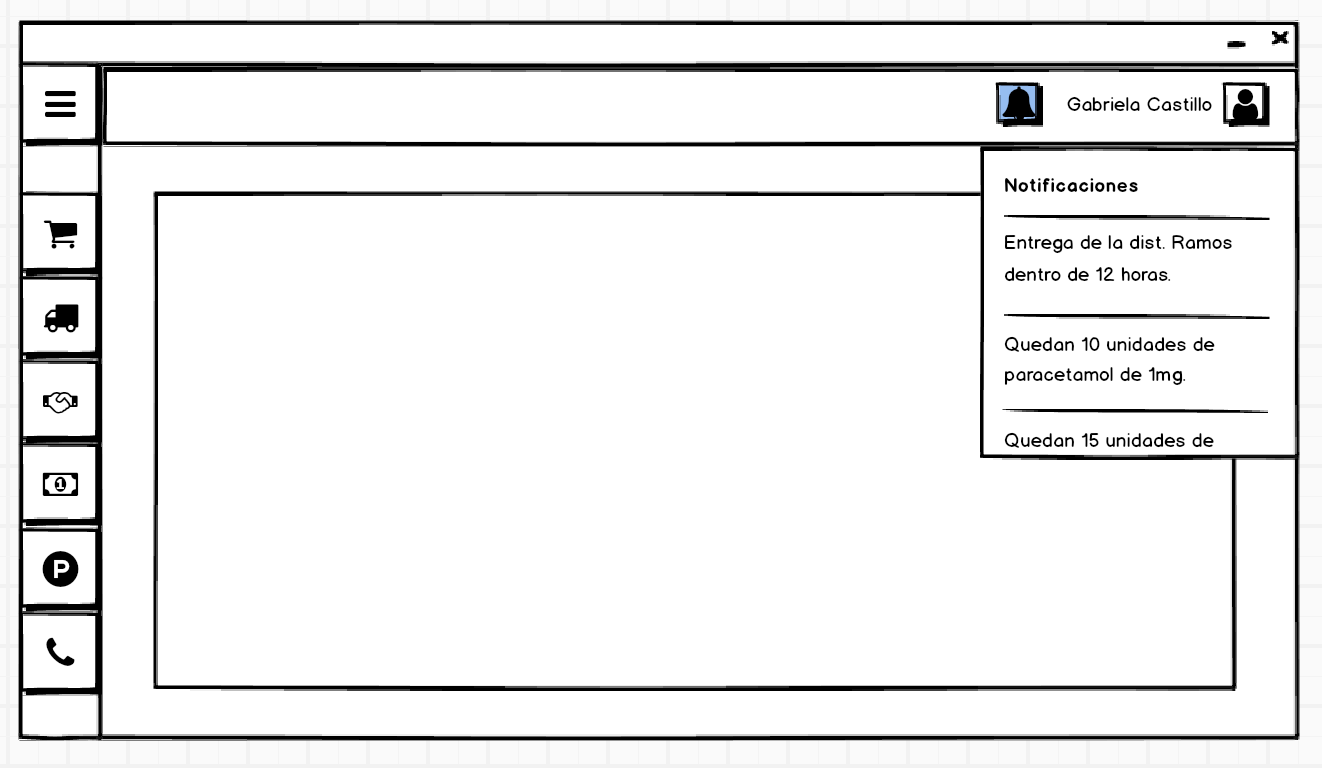 Gabriela Castillo
Notificaciones
Entrega de la dist. Ramos
dentro de 12 horas.
Quedan 10 unidades de
paracetamol de 1mg.
Quedan 15 unidades de
1
P